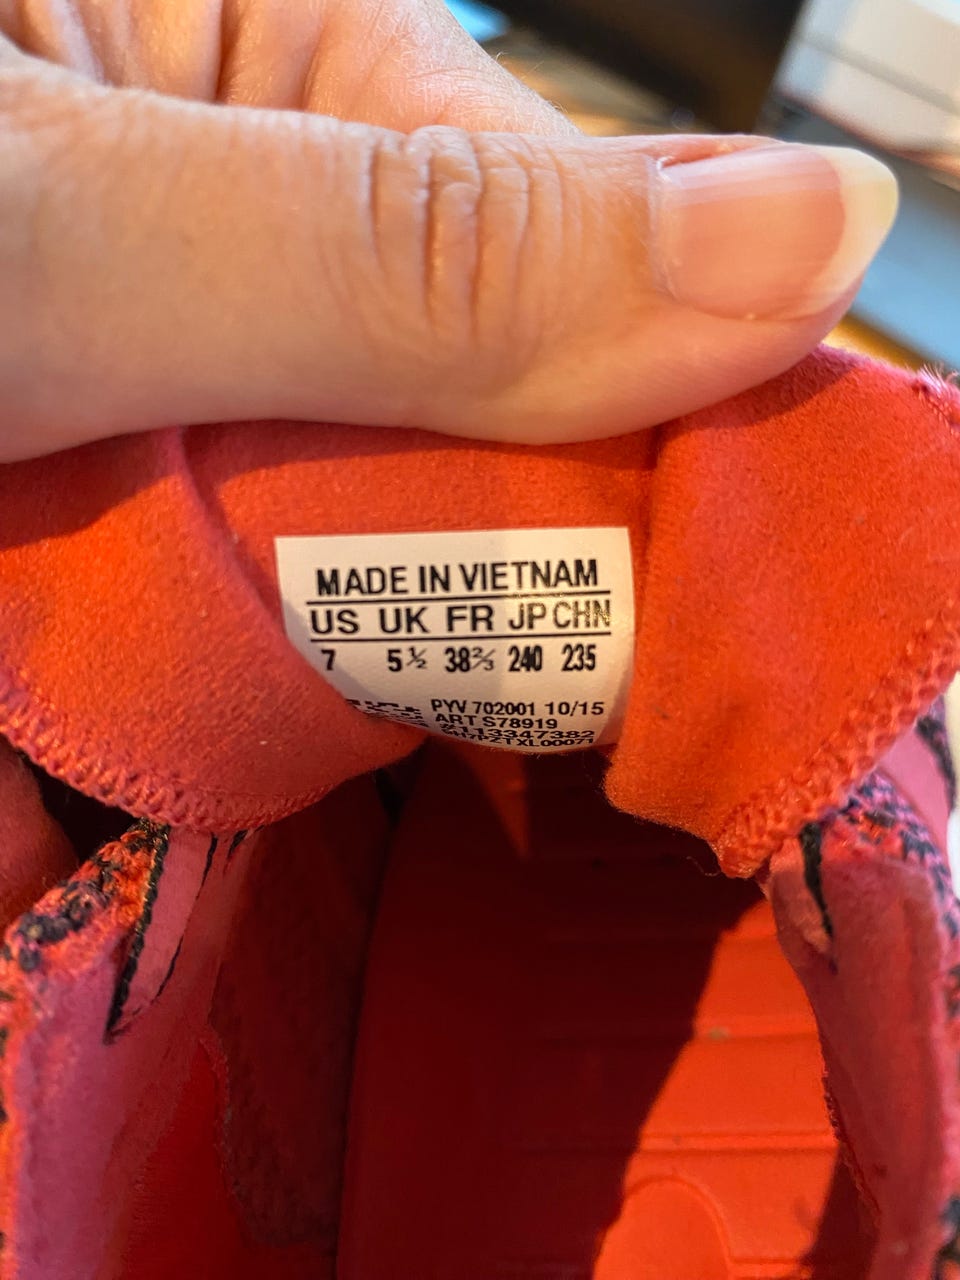 MADE IN VIETNAM
US UK FR JP CHN
7 5½ 38⅔ 240 235
PYV 702001 10/15
ART S78919
#113347382